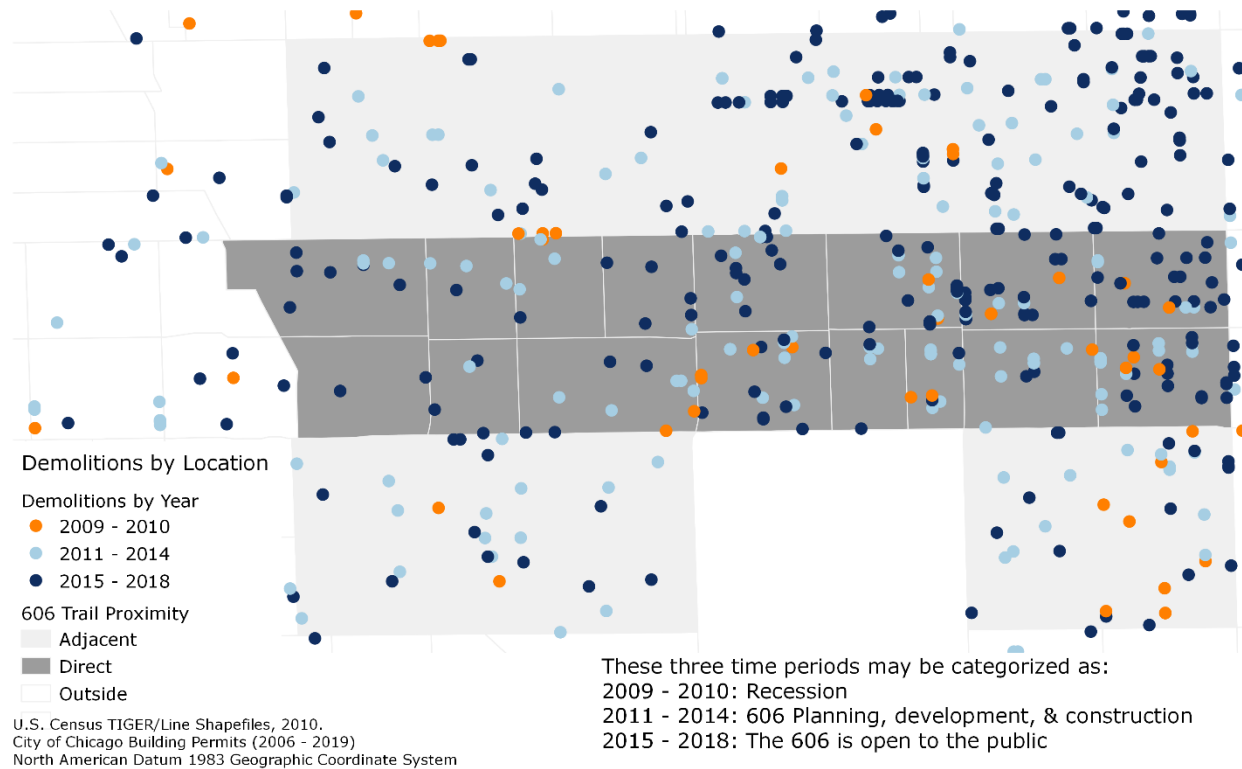 Demolitions by Location
Demolitions by Year
2009 - 2010
2011 - 2014
2015 - 2018
606 Trail Proximity
Adjacent
Direct
Outside
U.S. Census TIGER/Line Shapefiles, 2010.
City of Chicago Building Permits (2006 - 2019)
North American Datum 1983 Geographic Coordinate System
These three time periods may be categorized as:
2009 - 2010: Recession
2011 - 2014: 606 Planning, development, & construction
2015 - 2018: The 606 is open to the public